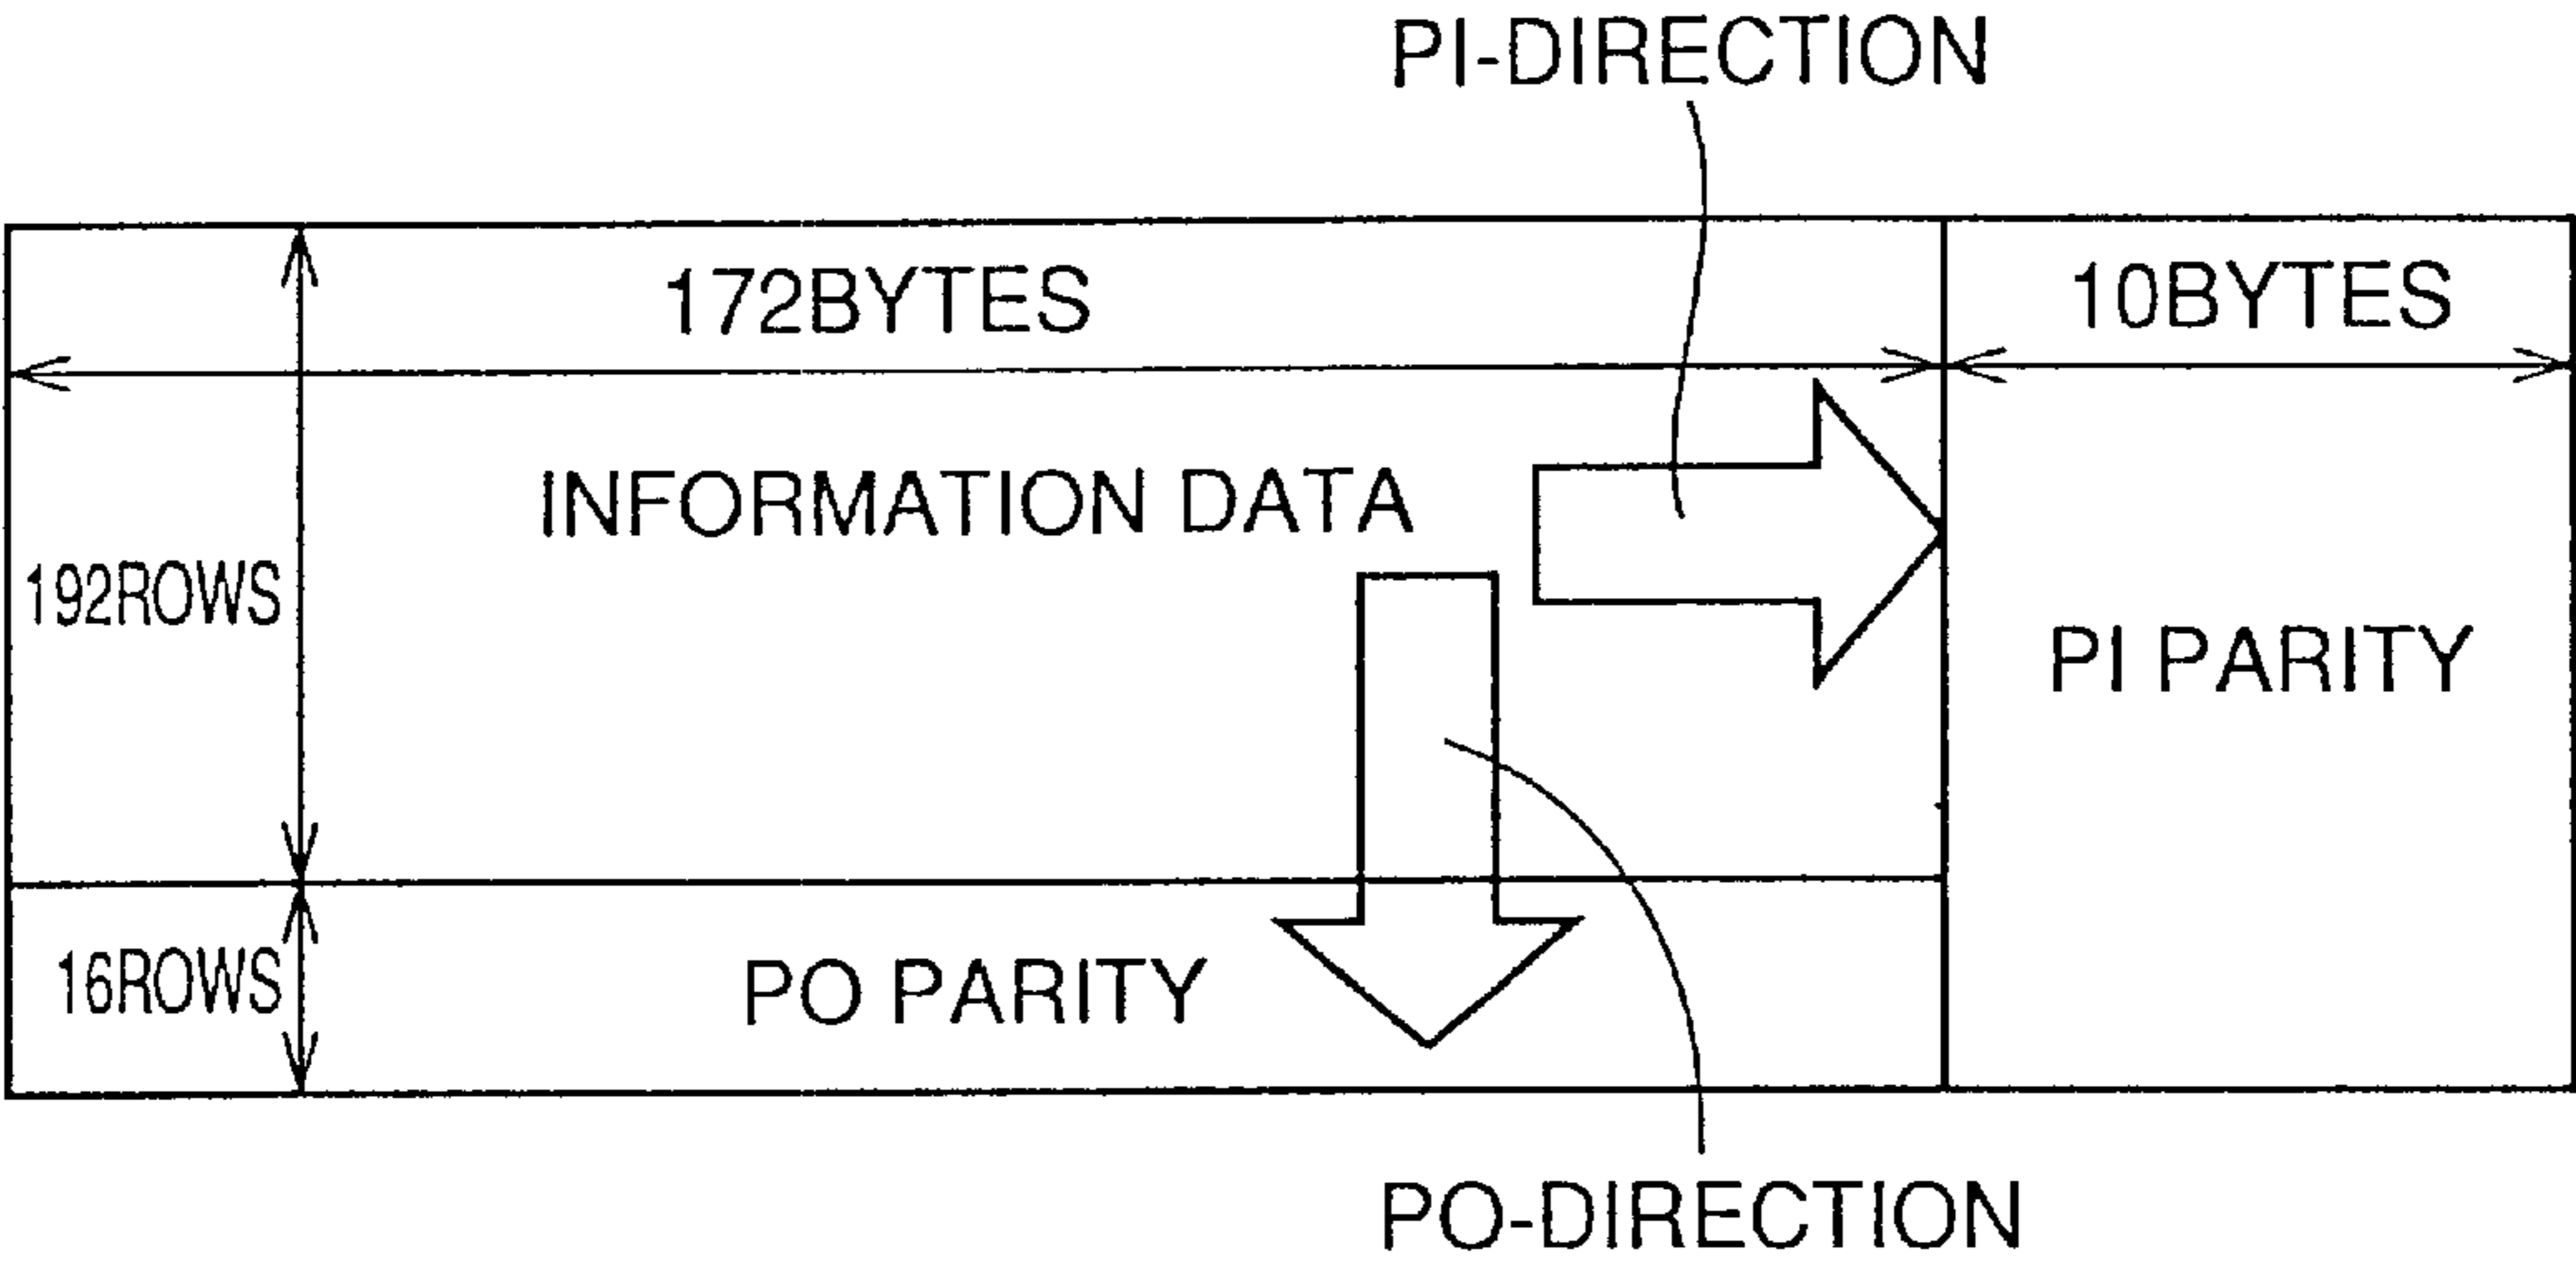 PI-DIRECTION
172BYTES
10BYTES
INFORMATION DATA
192ROWS
PI PARITY
16ROWS
PO PARITY
PO-DIRECTION